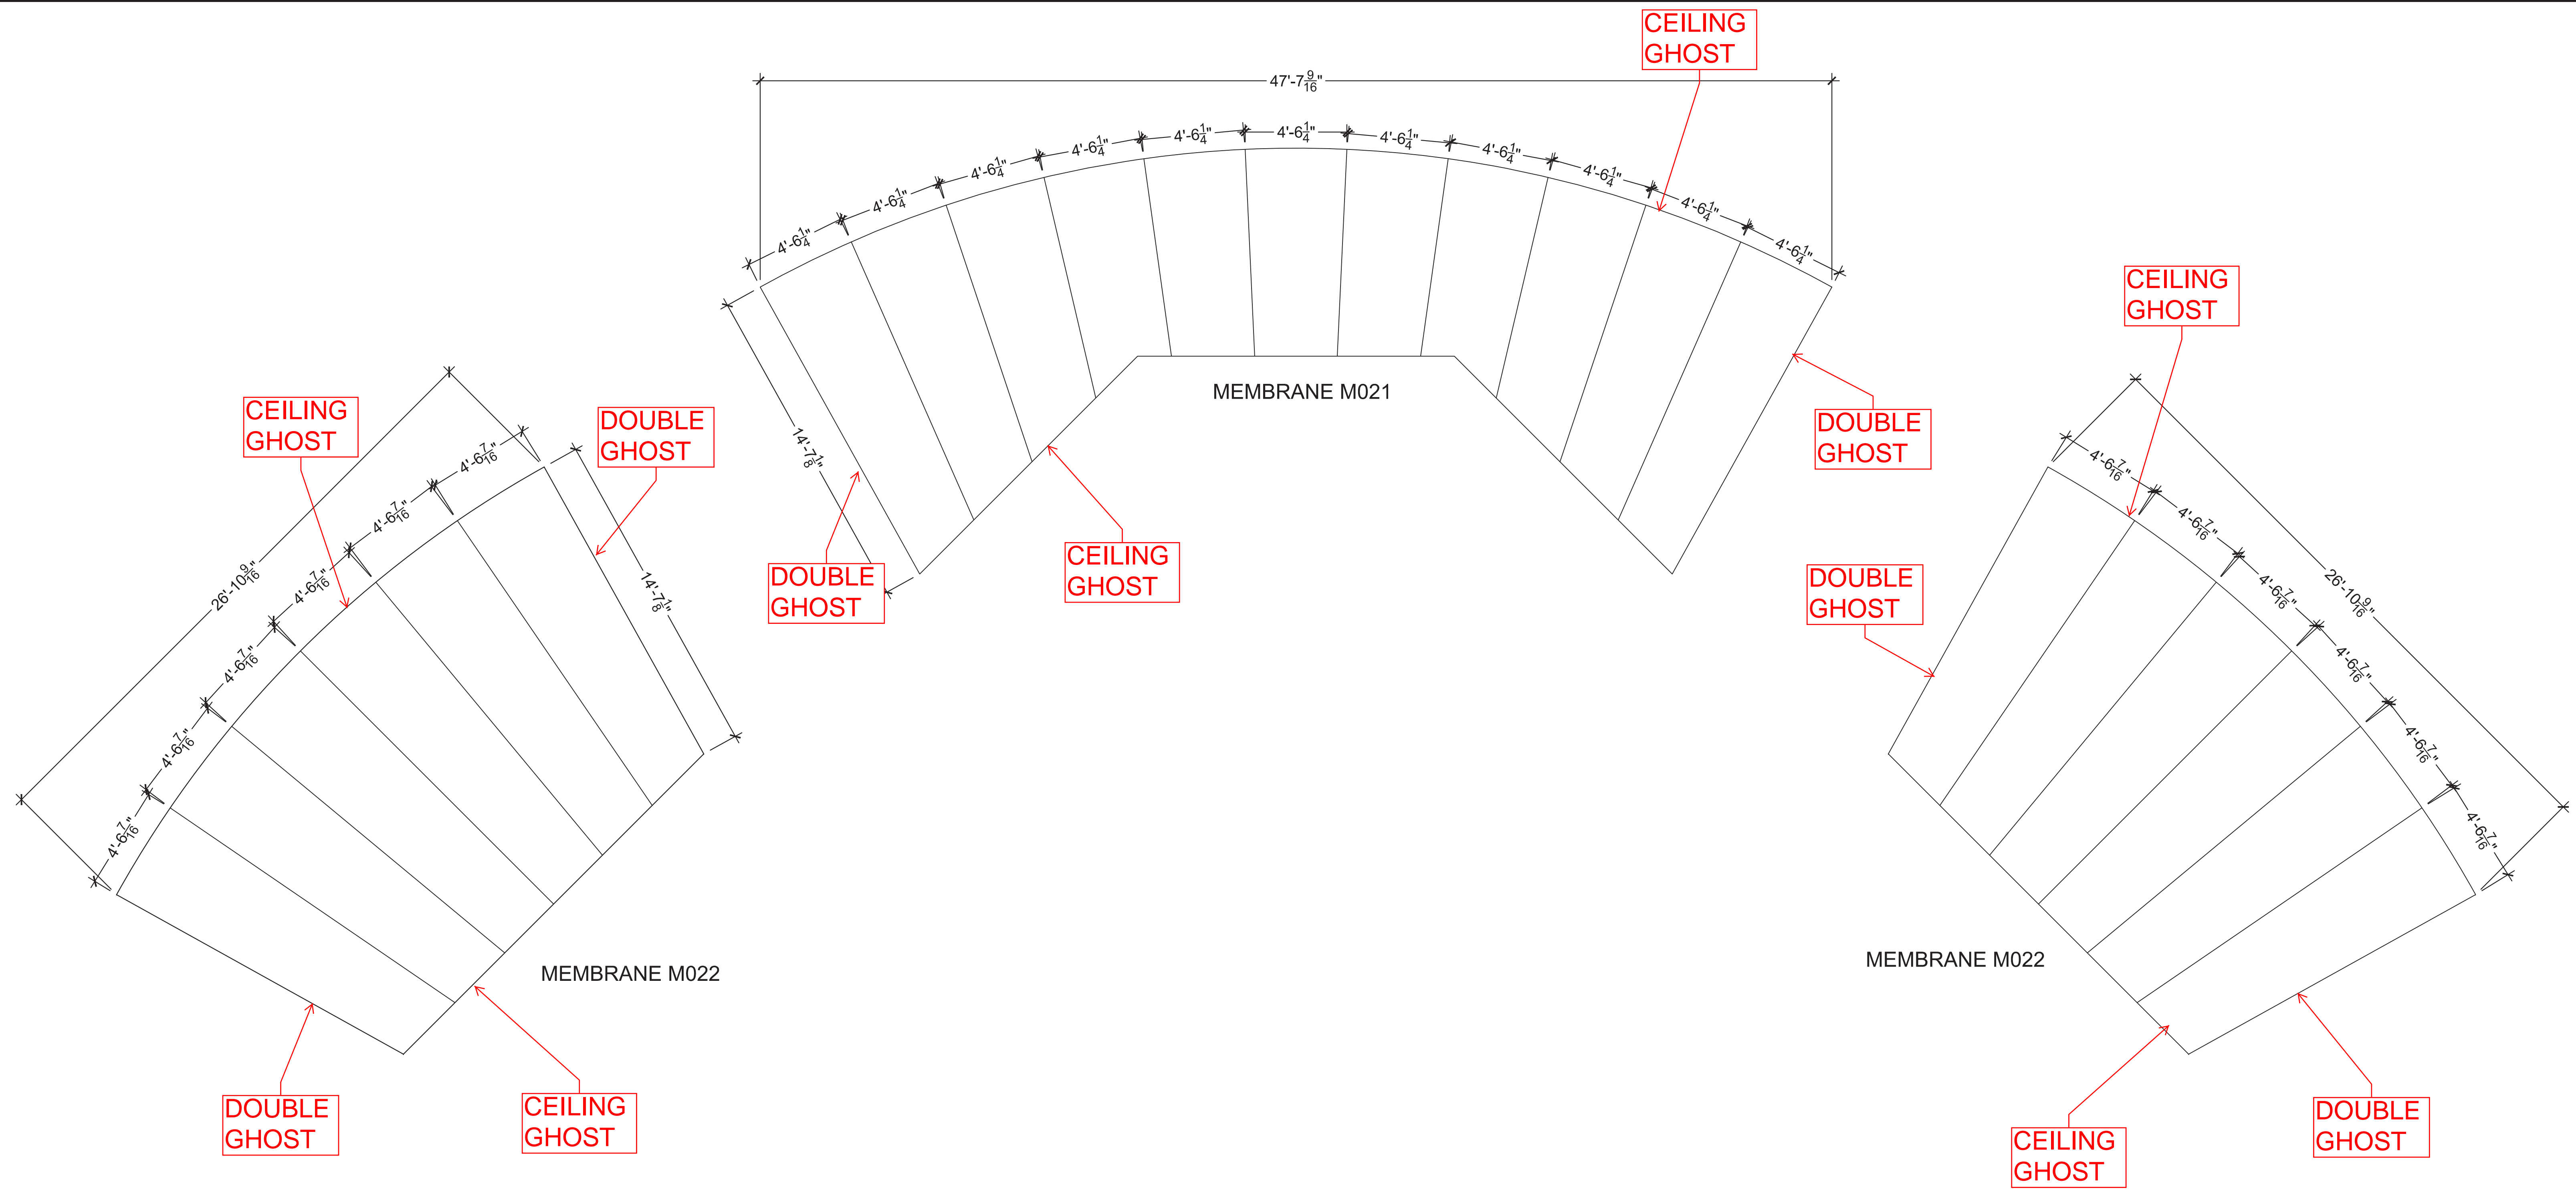 CEILING
GHOST
47'-7 9/16"
4'-6 1/4"
4'-6 1/4"
4'-6 1/4"
4'-6 1/4"
4'-6 1/4"
4'-6 1/4"
4'-6 1/4"
4'-6 1/4"
4'-6 1/4"
4'-6 1/4"
4'-6 1/4"
14'-7 1/8"
MEMBRANE M021
DOUBLE
GHOST
CEILING
GHOST
DOUBLE
GHOST
CEILING
GHOST
DOUBLE
GHOST
26'-10 9/16"
4'-6 7/16"
4'-6 7/16"
4'-6 7/16"
4'-6 7/16"
4'-6 7/16"
4'-6 7/16"
14'-7 1/8"
MEMBRANE M022
DOUBLE
GHOST
CEILING
GHOST
CEILING
GHOST
DOUBLE
GHOST
4'-6 7/16"
4'-6 7/16"
4'-6 7/16"
4'-6 7/16"
4'-6 7/16"
4'-6 7/16"
26'-10 9/16"
MEMBRANE M022
CEILING
GHOST
DOUBLE
GHOST